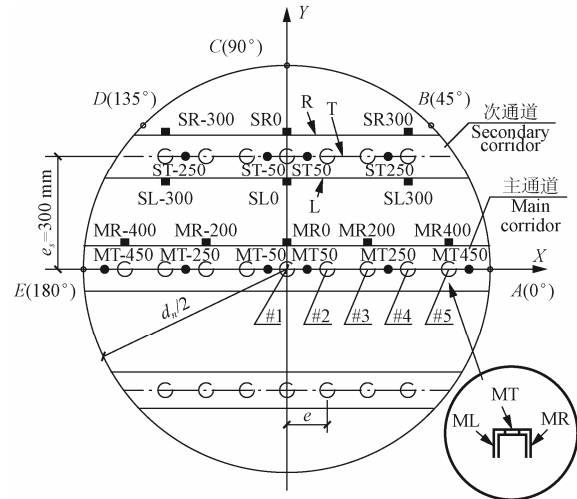 Y
C(90°)
D(135°)
B(45°)
SR-300
SR0
R
T
SR300
次通道
Secondary
corridor
ST-250
ST-50
ST50
ST250
SL-300
SL0
L
SL300
eₛ=300 mm
主通道
Main
corridor
MR-400
MR-200
MR0
MR200
MR400
X
MT-450
MT-250
MT-50
MT50
MT250
MT450
E(180°)
A(0°)
dₙ/2
#1
#2
#3
#4
#5
e
MT
ML
MR